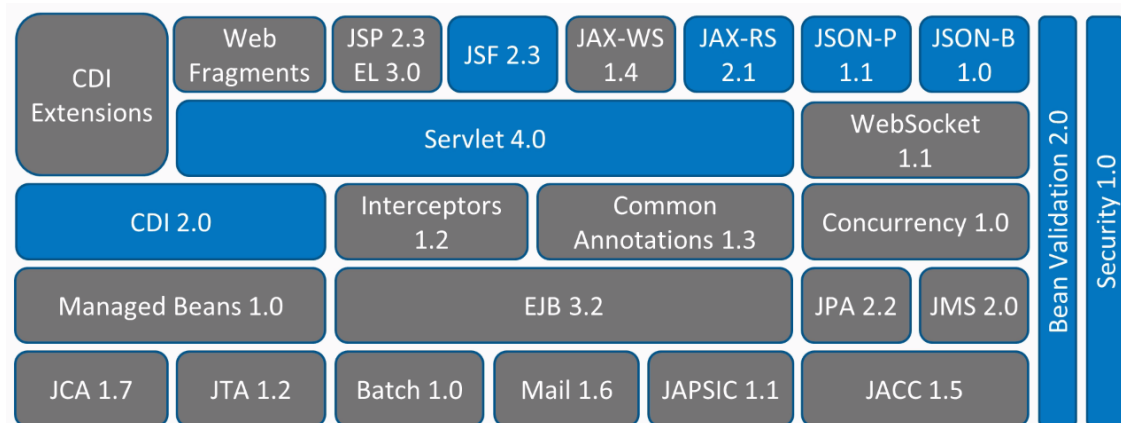 CDI
Extensions
Web
Fragments
JSP 2.3
EL 3.0
JSF 2.3
JAX-WS
1.4
JAX-RS
2.1
JSON-P
1.1
JSON-B
1.0
Servlet 4.0
WebSocket
1.1
CDI 2.0
Interceptors
1.2
Common
Annotations 1.3
Concurrency 1.0
Managed Beans 1.0
EJB 3.2
JPA 2.2
JMS 2.0
JCA 1.7
JTA 1.2
Batch 1.0
Mail 1.6
JAPSIC 1.1
JACC 1.5
Bean Validation 2.0
Security 1.0